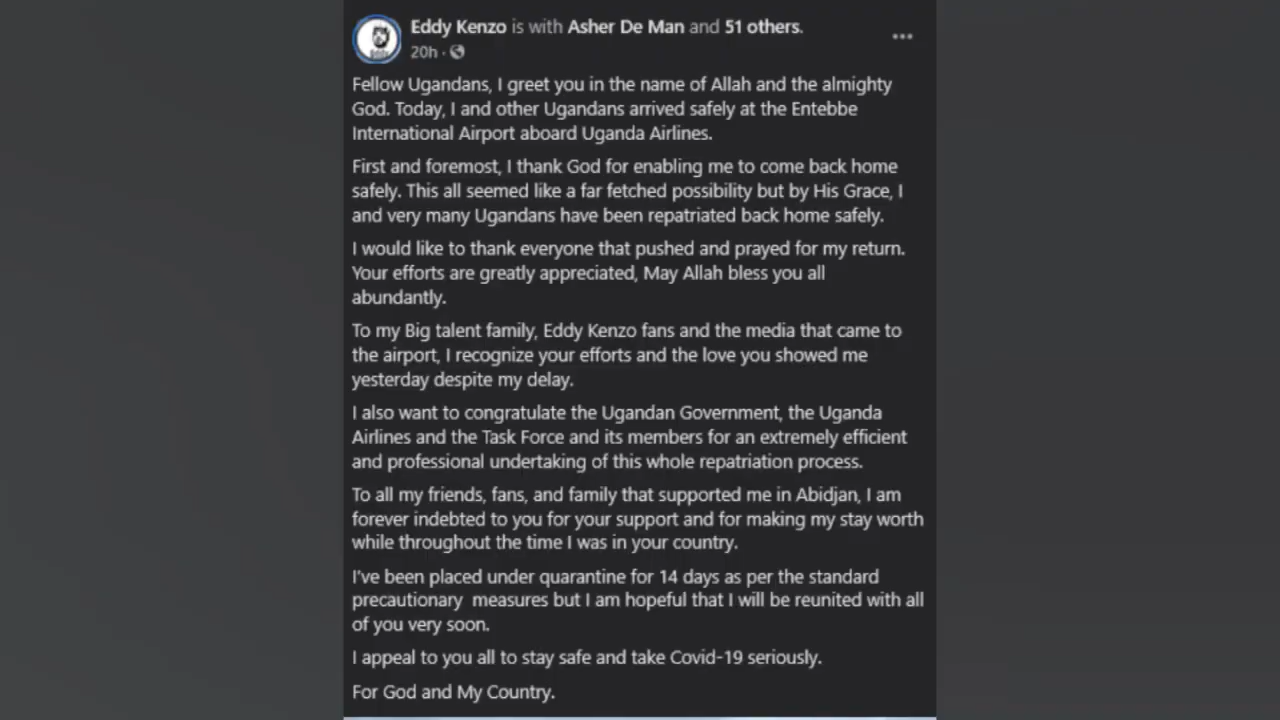 Eddy Kenzo is with Asher De Man and 51 others.
20h ·
Fellow Ugandans, I greet you in the name of Allah and the almighty
God. Today, I and other Ugandans arrived safely at the Entebbe
International Airport aboard Uganda Airlines.
First and foremost, I thank God for enabling me to come back home
safely. This all seemed like a far fetched possibility but by His Grace, I
and very many Ugandans have been repatriated back home safely.
I would like to thank everyone that pushed and prayed for my return.
Your efforts are greatly appreciated, May Allah bless you all
abundantly.
To my Big talent family, Eddy Kenzo fans and the media that came to
the airport, I recognize your efforts and the love you showed me
yesterday despite my delay.
I also want to congratulate the Ugandan Government, the Uganda
Airlines and the Task Force and its members for an extremely efficient
and professional undertaking of this whole repatriation process.
To all my friends, fans, and family that supported me in Abidjan, I am
forever indebted to you for your support and for making my stay worth
while throughout the time I was in your country.
I've been placed under quarantine for 14 days as per the standard
precautionary  measures but I am hopeful that I will be reunited with all
of you very soon.
I appeal to you all to stay safe and take Covid-19 seriously.
For God and My Country.